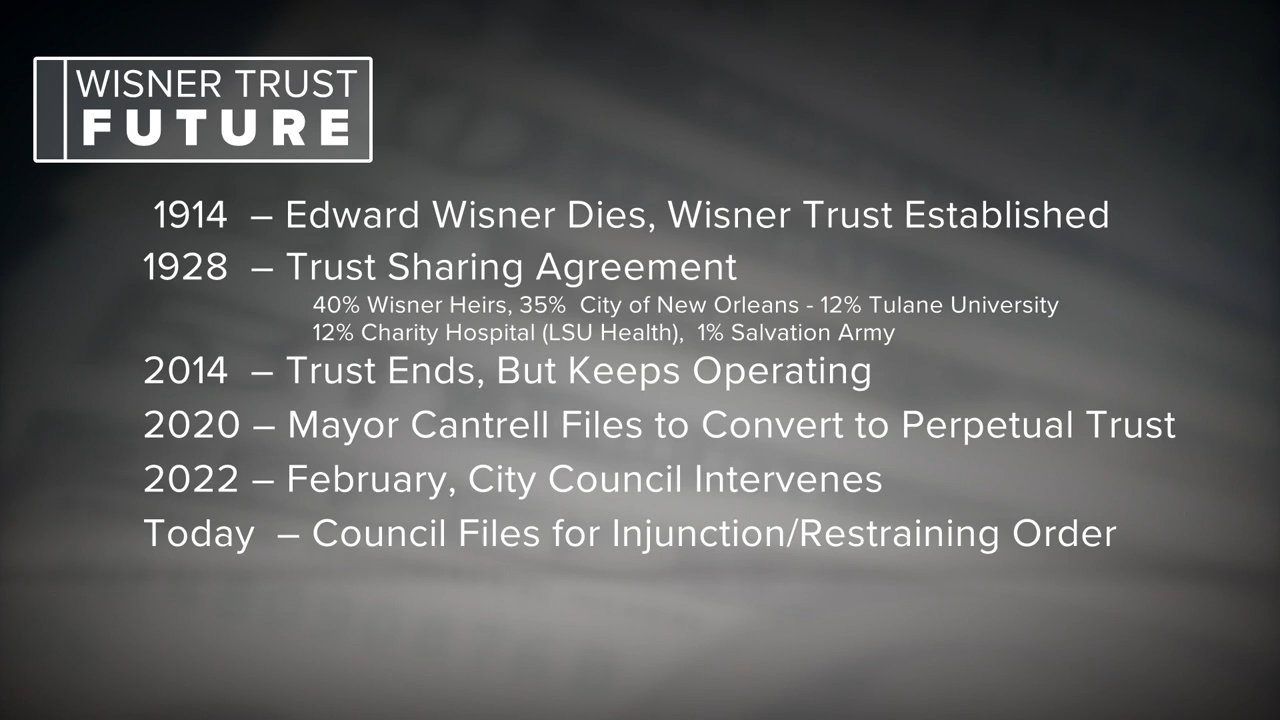 WISNER TRUST
FUTURE
1914 – Edward Wisner Dies, Wisner Trust Established
1928 – Trust Sharing Agreement
40% Wisner Heirs, 35% City of New Orleans - 12% Tulane University
12% Charity Hospital (LSU Health), 1% Salvation Army
2014 – Trust Ends, But Keeps Operating
2020 – Mayor Cantrell Files to Convert to Perpetual Trust
2022 – February, City Council Intervenes
Today – Council Files for Injunction/Restraining Order